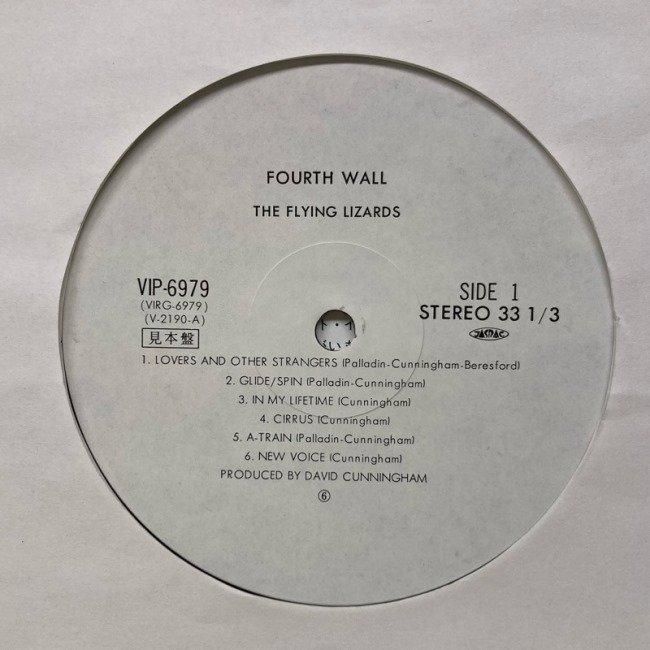 FOURTH WALL
THE FLYING LIZARDS
VIP-6979
(VIRG-6979)
(V-2190-A)
見本盤
SIDE 1
STEREO 33 1/3
JASRAC
1. LOVERS AND OTHER STRANGERS (Palladin-Cunningham-Beresford)
2. GLIDE/SPIN (Palladin-Cunningham)
3. IN MY LIFETIME (Cunningham)
4. CIRRUS (Cunningham)
5. A-TRAIN (Palladin-Cunningham)
6. NEW VOICE (Cunningham)
PRODUCED BY DAVID CUNNINGHAM
⑥